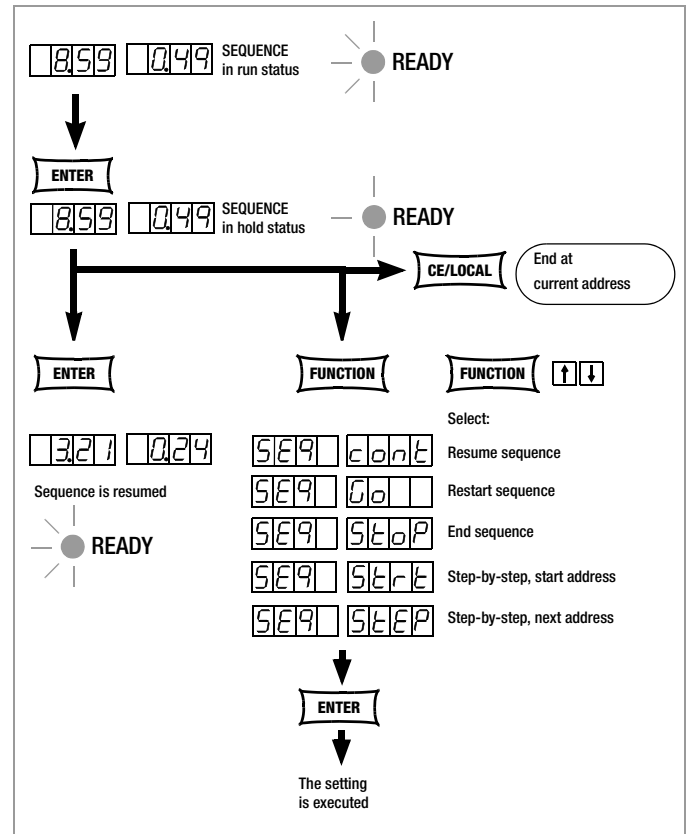 8.59 0.49 SEQUENCE
in run status
READY
ENTER
8.59 0.49 SEQUENCE
in hold status
READY
CE/LOCAL
End at
current address
ENTER
FUNCTION
FUNCTION ↑ ↓
Select:
3.21 0.24
Sequence is resumed
READY
SEq cont Resume sequence
SEq Go Restart sequence
SEq StoP End sequence
SEq Strt Step-by-step, start address
SEq StEP Step-by-step, next address
ENTER
The setting
is executed